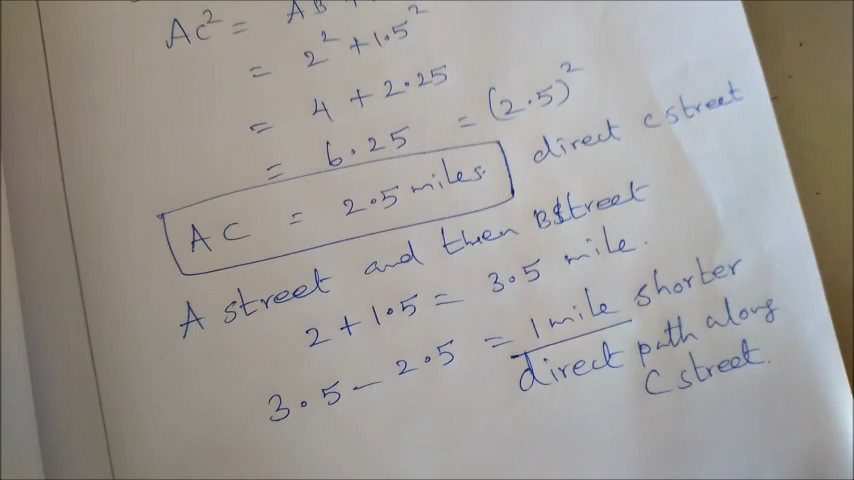 AC² = AB
= 2² + 1.5²
= 4 + 2.25
= 6.25 = (2.5)²
AC = 2.5 miles. direct C street
A street and then B Street
2 + 1.5 = 3.5 mile.
3.5 - 2.5 = 1 mile shorter
direct path along
C street.